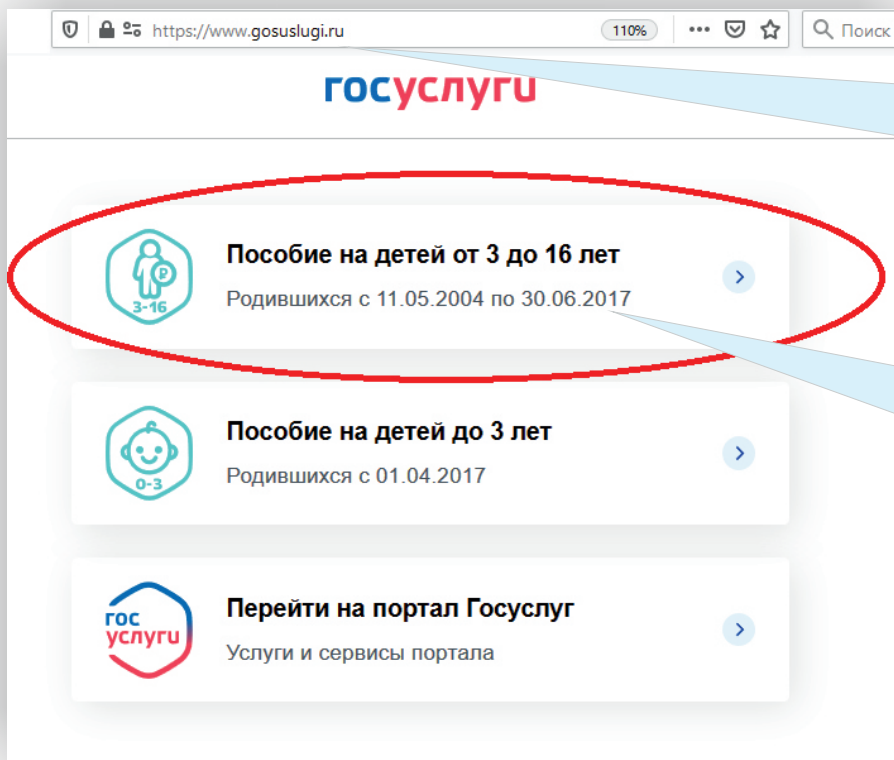 https://www.gosuslugi.ru
110%
Поиск
госуслуги
Пособие на детей от 3 до 16 лет
Родившихся с 11.05.2004 по 30.06.2017
3-16
Пособие на детей до 3 лет
Родившихся с 01.04.2017
0-3
гос
услуги
Перейти на портал Госуслуг
Услуги и сервисы портала